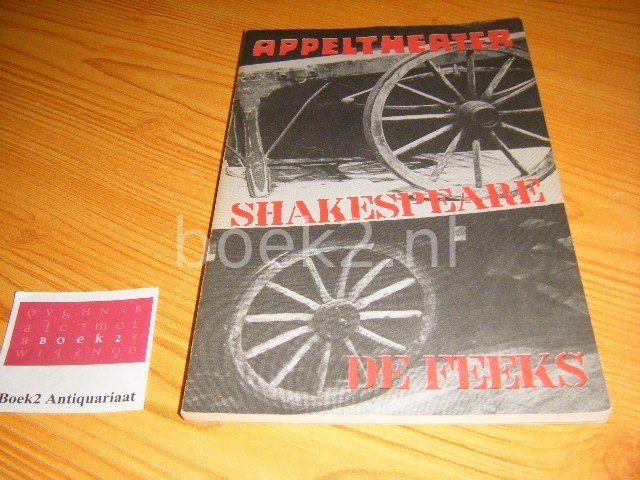 APPELTHEATER
SHAKESPEARE
boek2.nl
DE FEEKS
BOEK2
Boek2 Antiquariaat